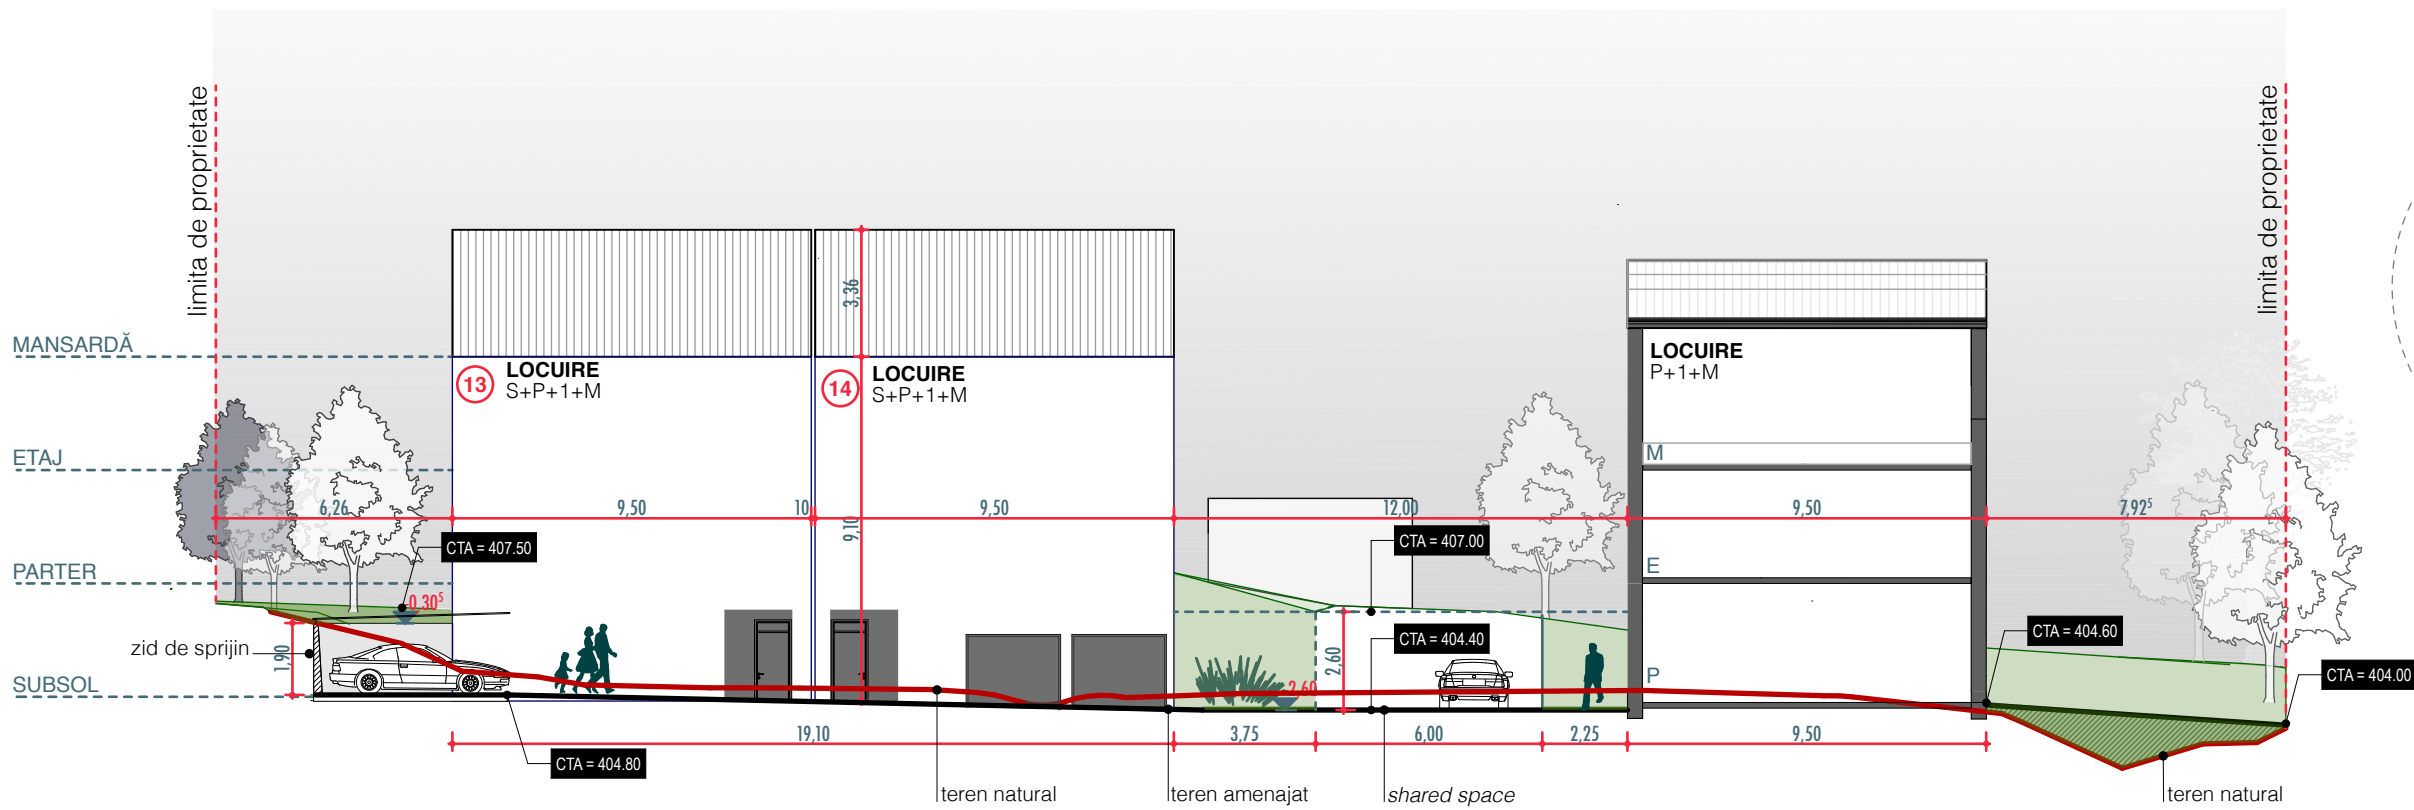 limita de proprietate
limita de proprietate
3,36
MANSARDĂ
13
LOCUIRE
S+P+1+M
14
LOCUIRE
S+P+1+M
LOCUIRE
P+1+M
ETAJ
M
6,26
9,50
10
9,50
12,00
9,50
7,92⁵
9,10
CTA = 407.50
CTA = 407.00
PARTER
E
-0,30⁵
zid de sprijin
1,90
CTA = 404.40
2,60
CTA = 404.60
SUBSOL
P
-2,60
CTA = 404.00
19,10
3,75
6,00
2,25
9,50
CTA = 404.80
teren natural
teren amenajat
shared space
teren natural